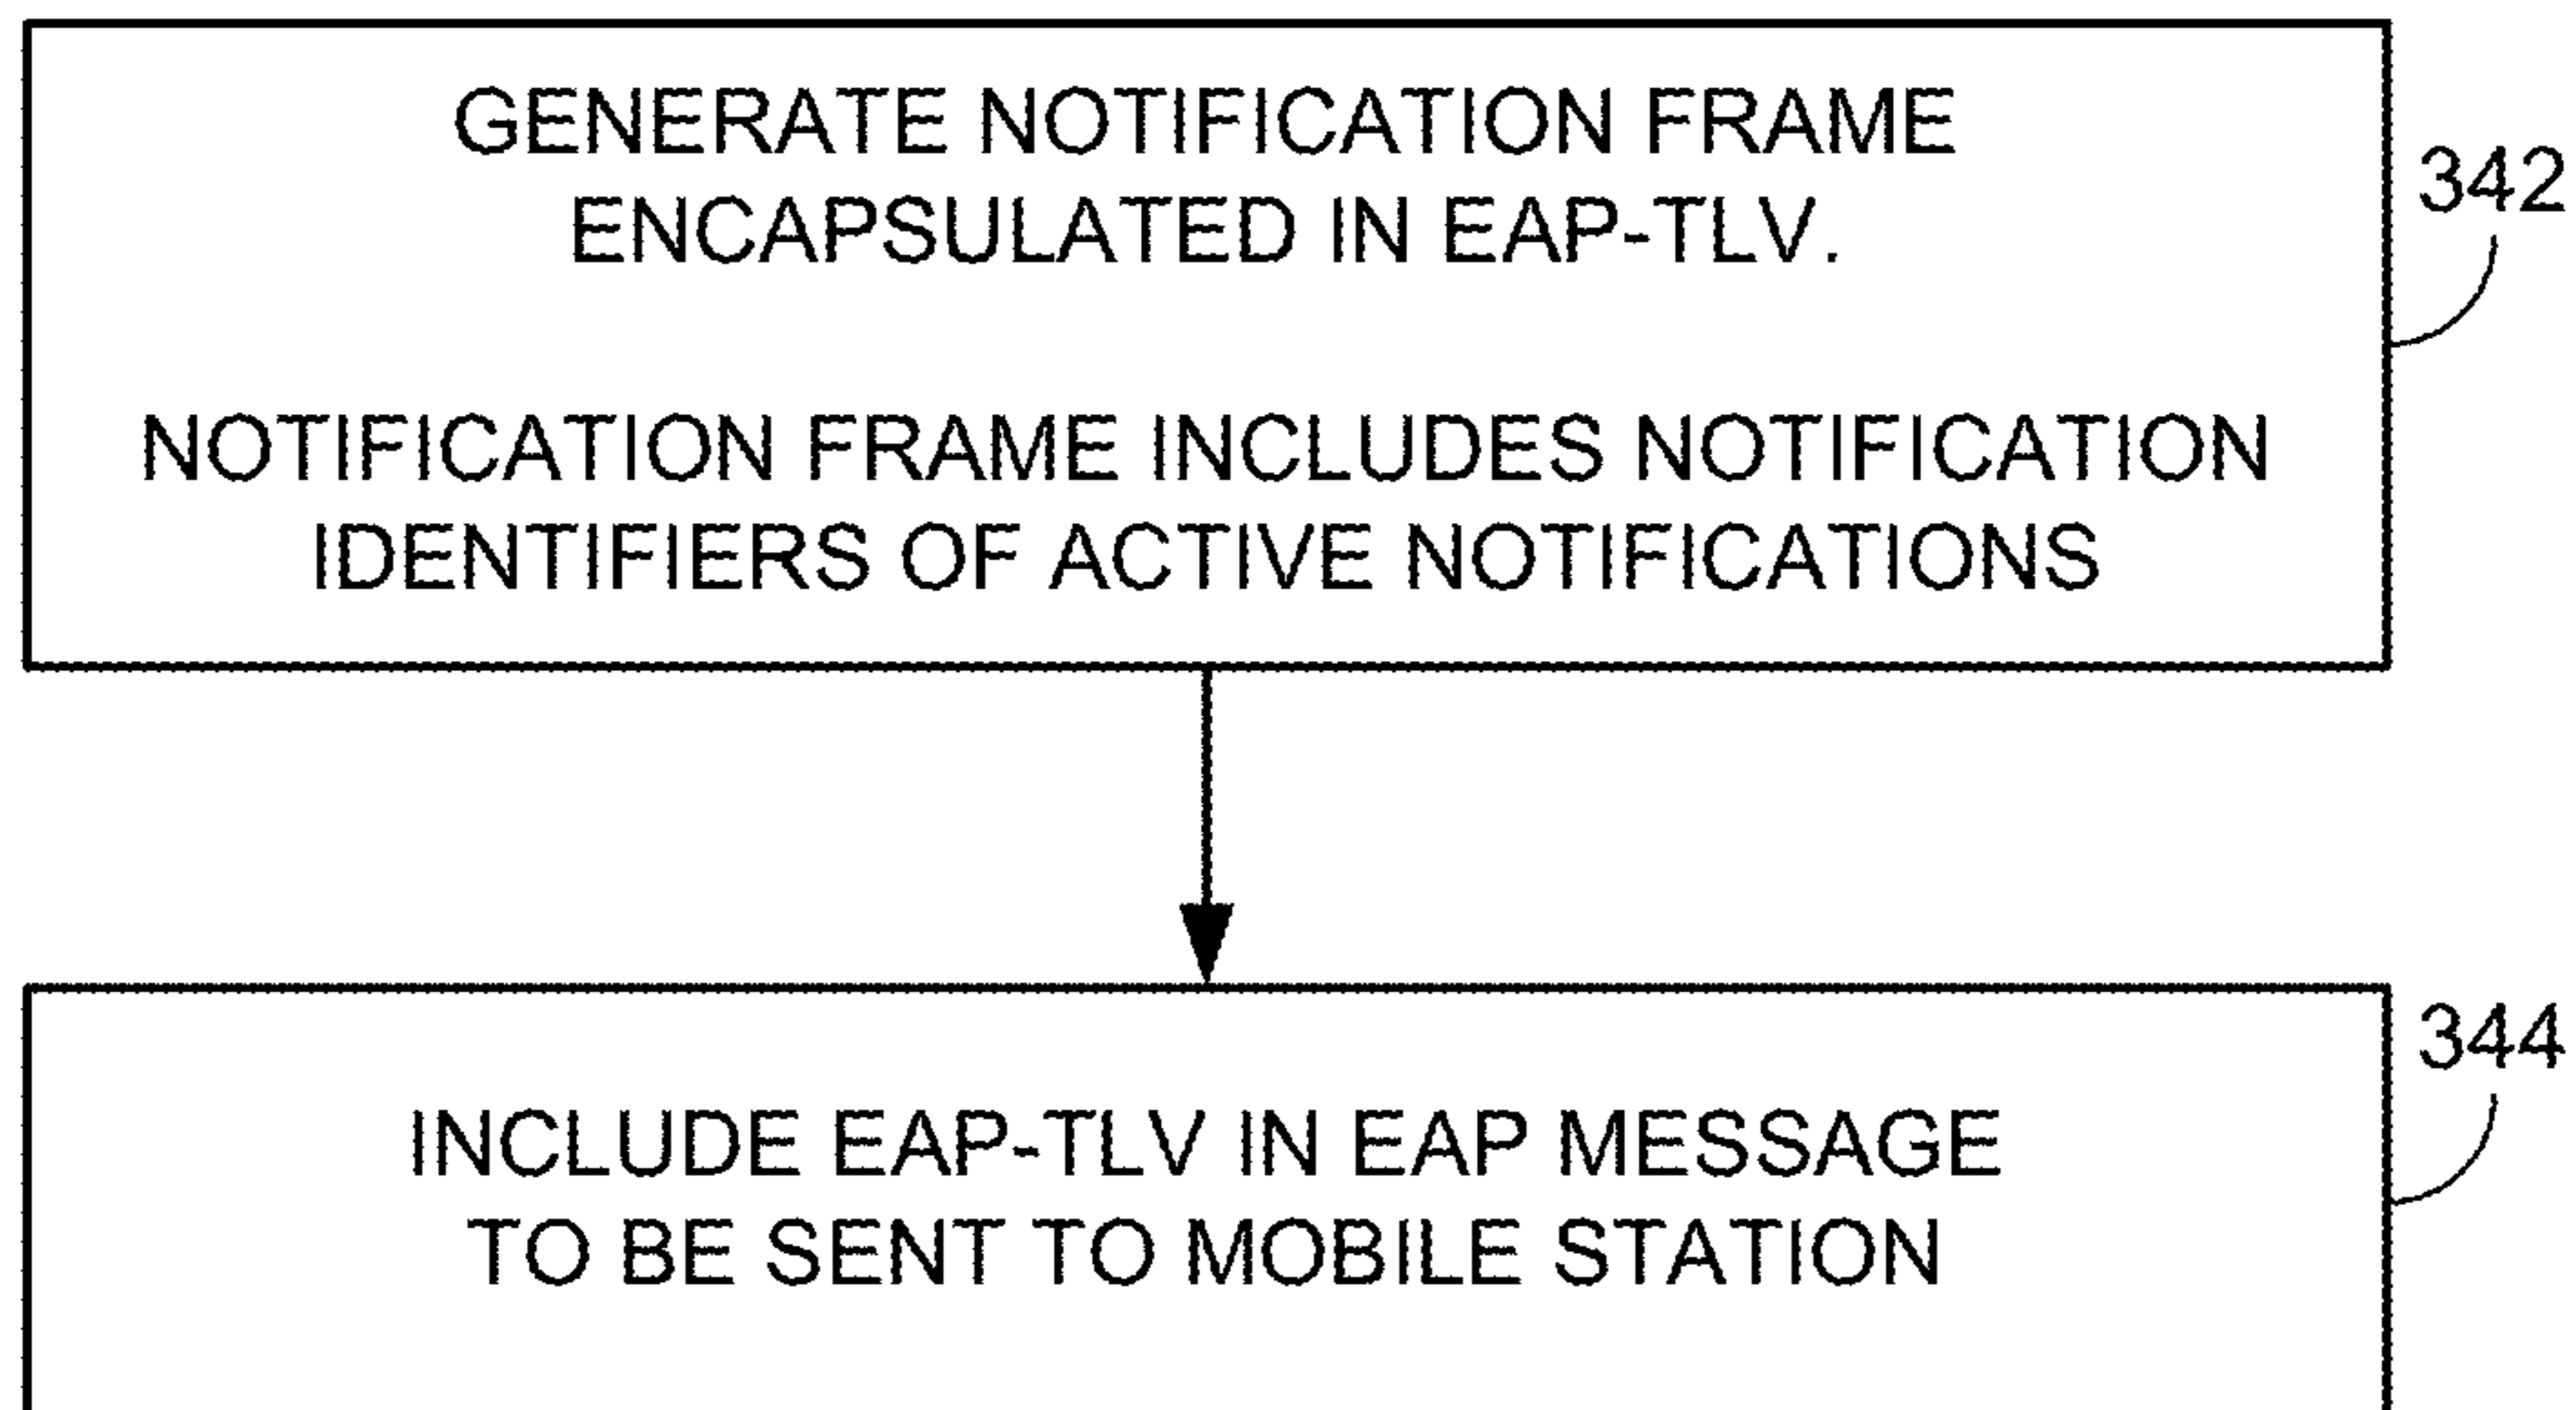 GENERATE NOTIFICATION FRAME
ENCAPSULATED IN EAP-TLV.
342
NOTIFICATION FRAME INCLUDES NOTIFICATION
IDENTIFIERS OF ACTIVE NOTIFICATIONS
344
INCLUDE EAP-TLV IN EAP MESSAGE
TO BE SENT TO MOBILE STATION